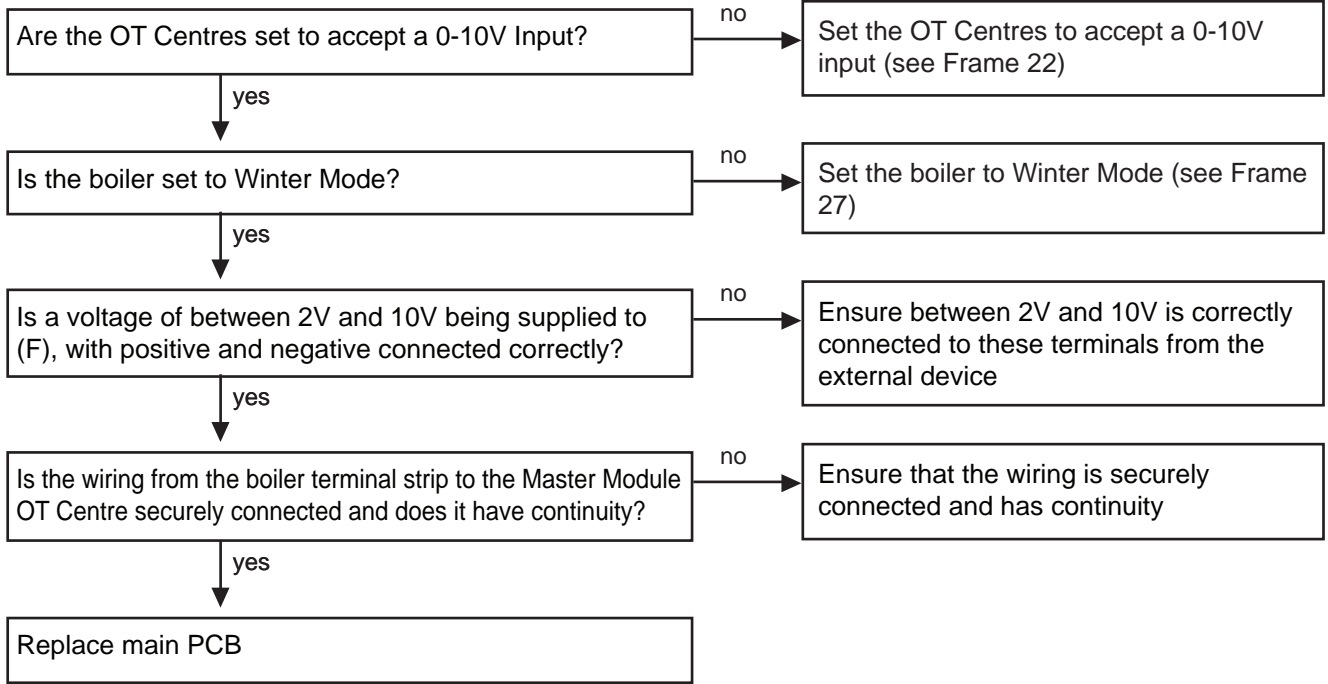 Are the OT Centres set to accept a 0-10V Input?
no
Set the OT Centres to accept a 0-10V
input (see Frame 22)
yes
Is the boiler set to Winter Mode?
no
Set the boiler to Winter Mode (see Frame
27)
yes
Is a voltage of between 2V and 10V being supplied to
(F), with positive and negative connected correctly?
no
Ensure between 2V and 10V is correctly
connected to these terminals from the
external device
yes
Is the wiring from the boiler terminal strip to the Master Module
OT Centre securely connected and does it have continuity?
no
Ensure that the wiring is securely
connected and has continuity
yes
Replace main PCB